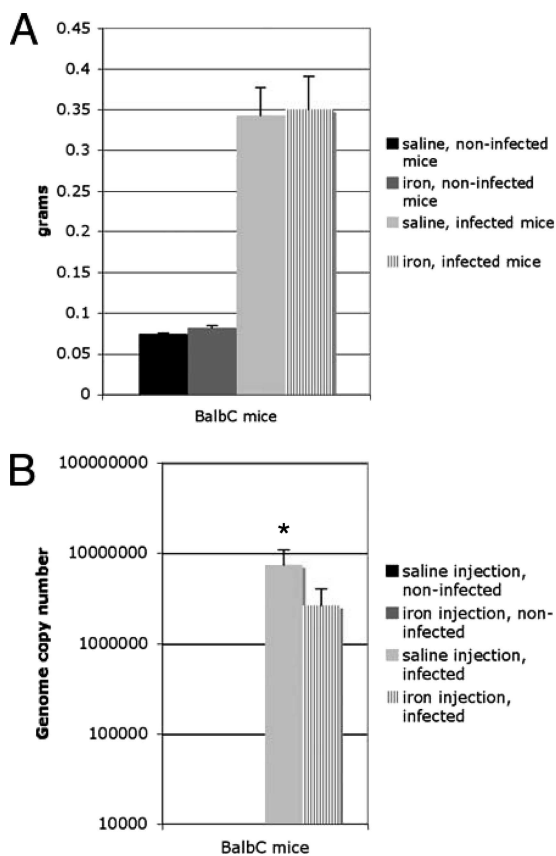 A
0.45
0.4
0.35
0.3
0.25
0.2
0.15
0.1
0.05
0
grams
BalbC mice
saline, non-infected
mice
iron, non-infected
mice
saline, infected mice
iron, infected mice
B
100000000
10000000
1000000
100000
10000
Genome copy number
*
BalbC mice
saline injection,
non-infected
iron injection, non-
infected
saline injection,
infected
iron injection,
infected